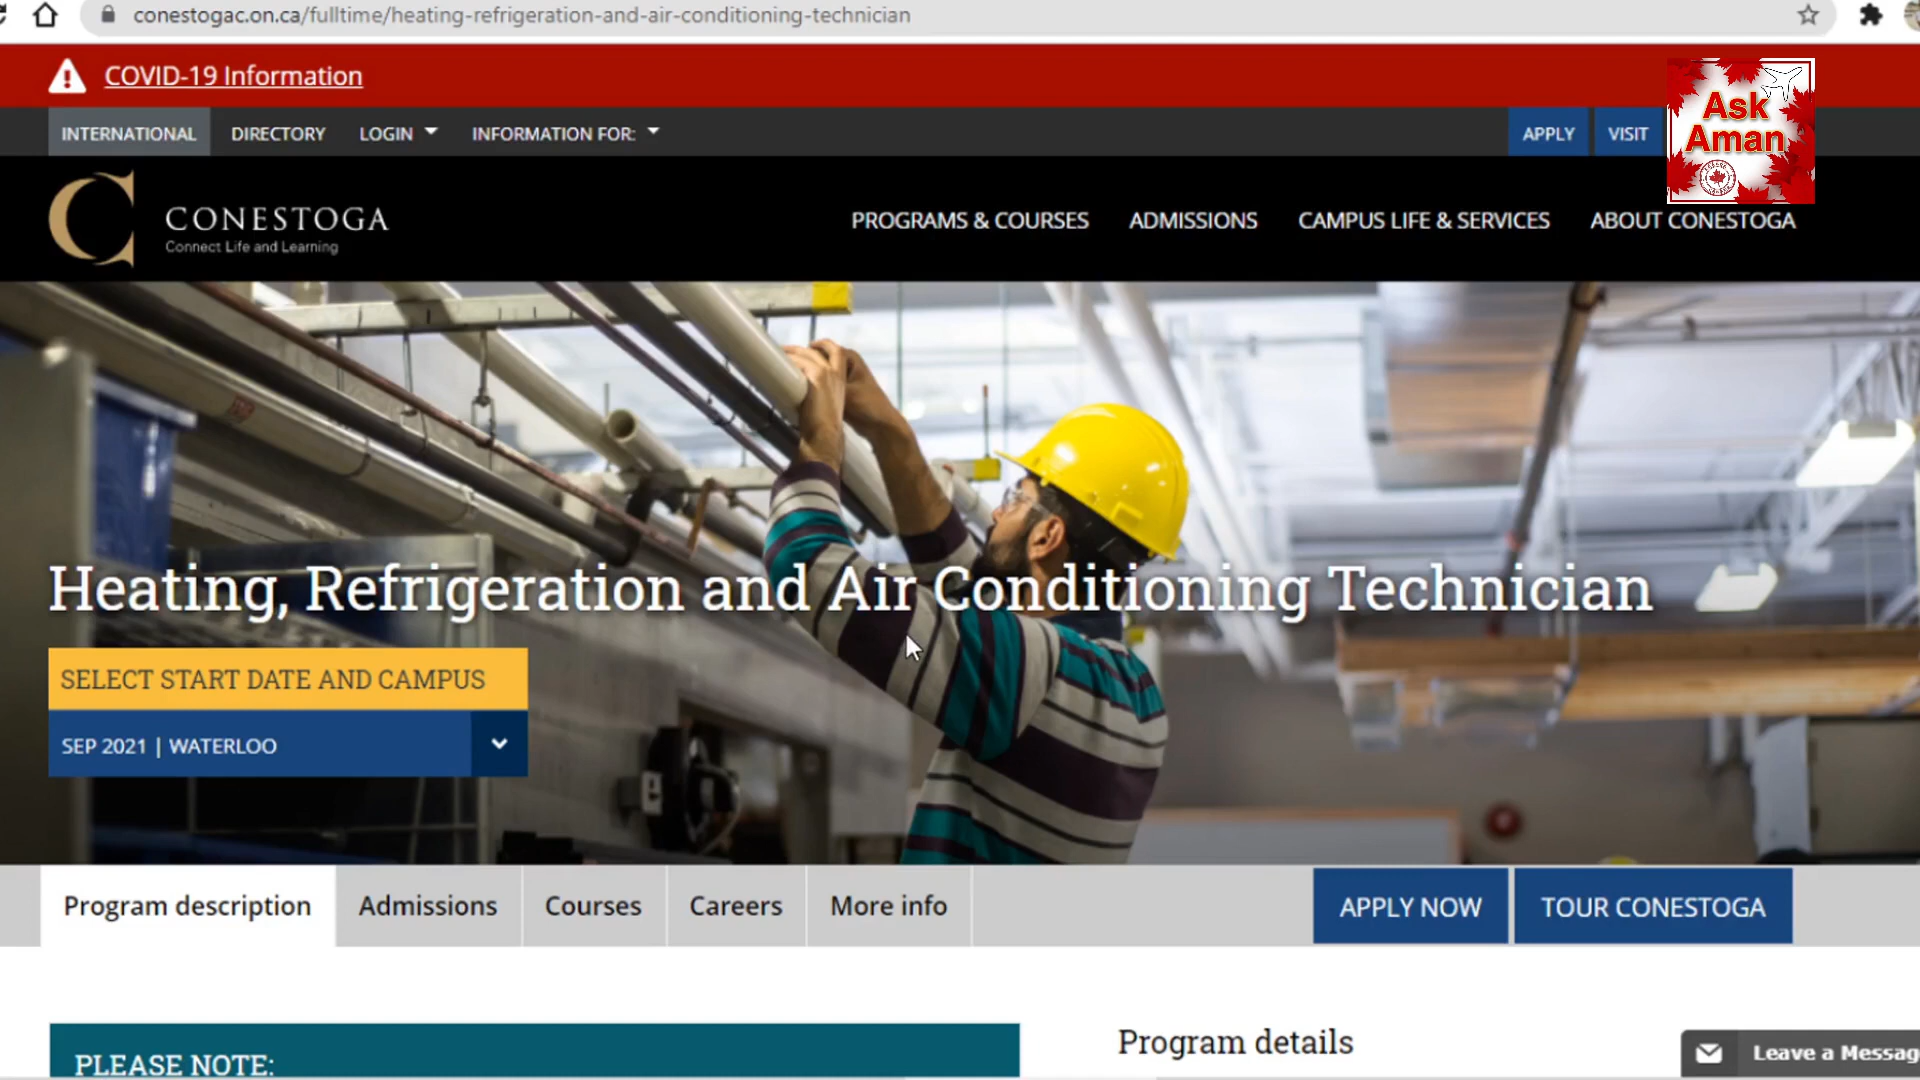 conestogac.on.ca/fulltime/heating-refrigeration-and-air-conditioning-technician
COVID-19 Information
INTERNATIONAL DIRECTORY LOGIN INFORMATION FOR: APPLY VISIT
Ask
Aman
CONESTOGA
Connect Life and Learning
PROGRAMS & COURSES ADMISSIONS CAMPUS LIFE & SERVICES ABOUT CONESTOGA
Heating, Refrigeration and Air Conditioning Technician
SELECT START DATE AND CAMPUS
SEP 2021 | WATERLOO
Program description Admissions Courses Careers More info APPLY NOW TOUR CONESTOGA
PLEASE NOTE:
Program details
Leave a Messag